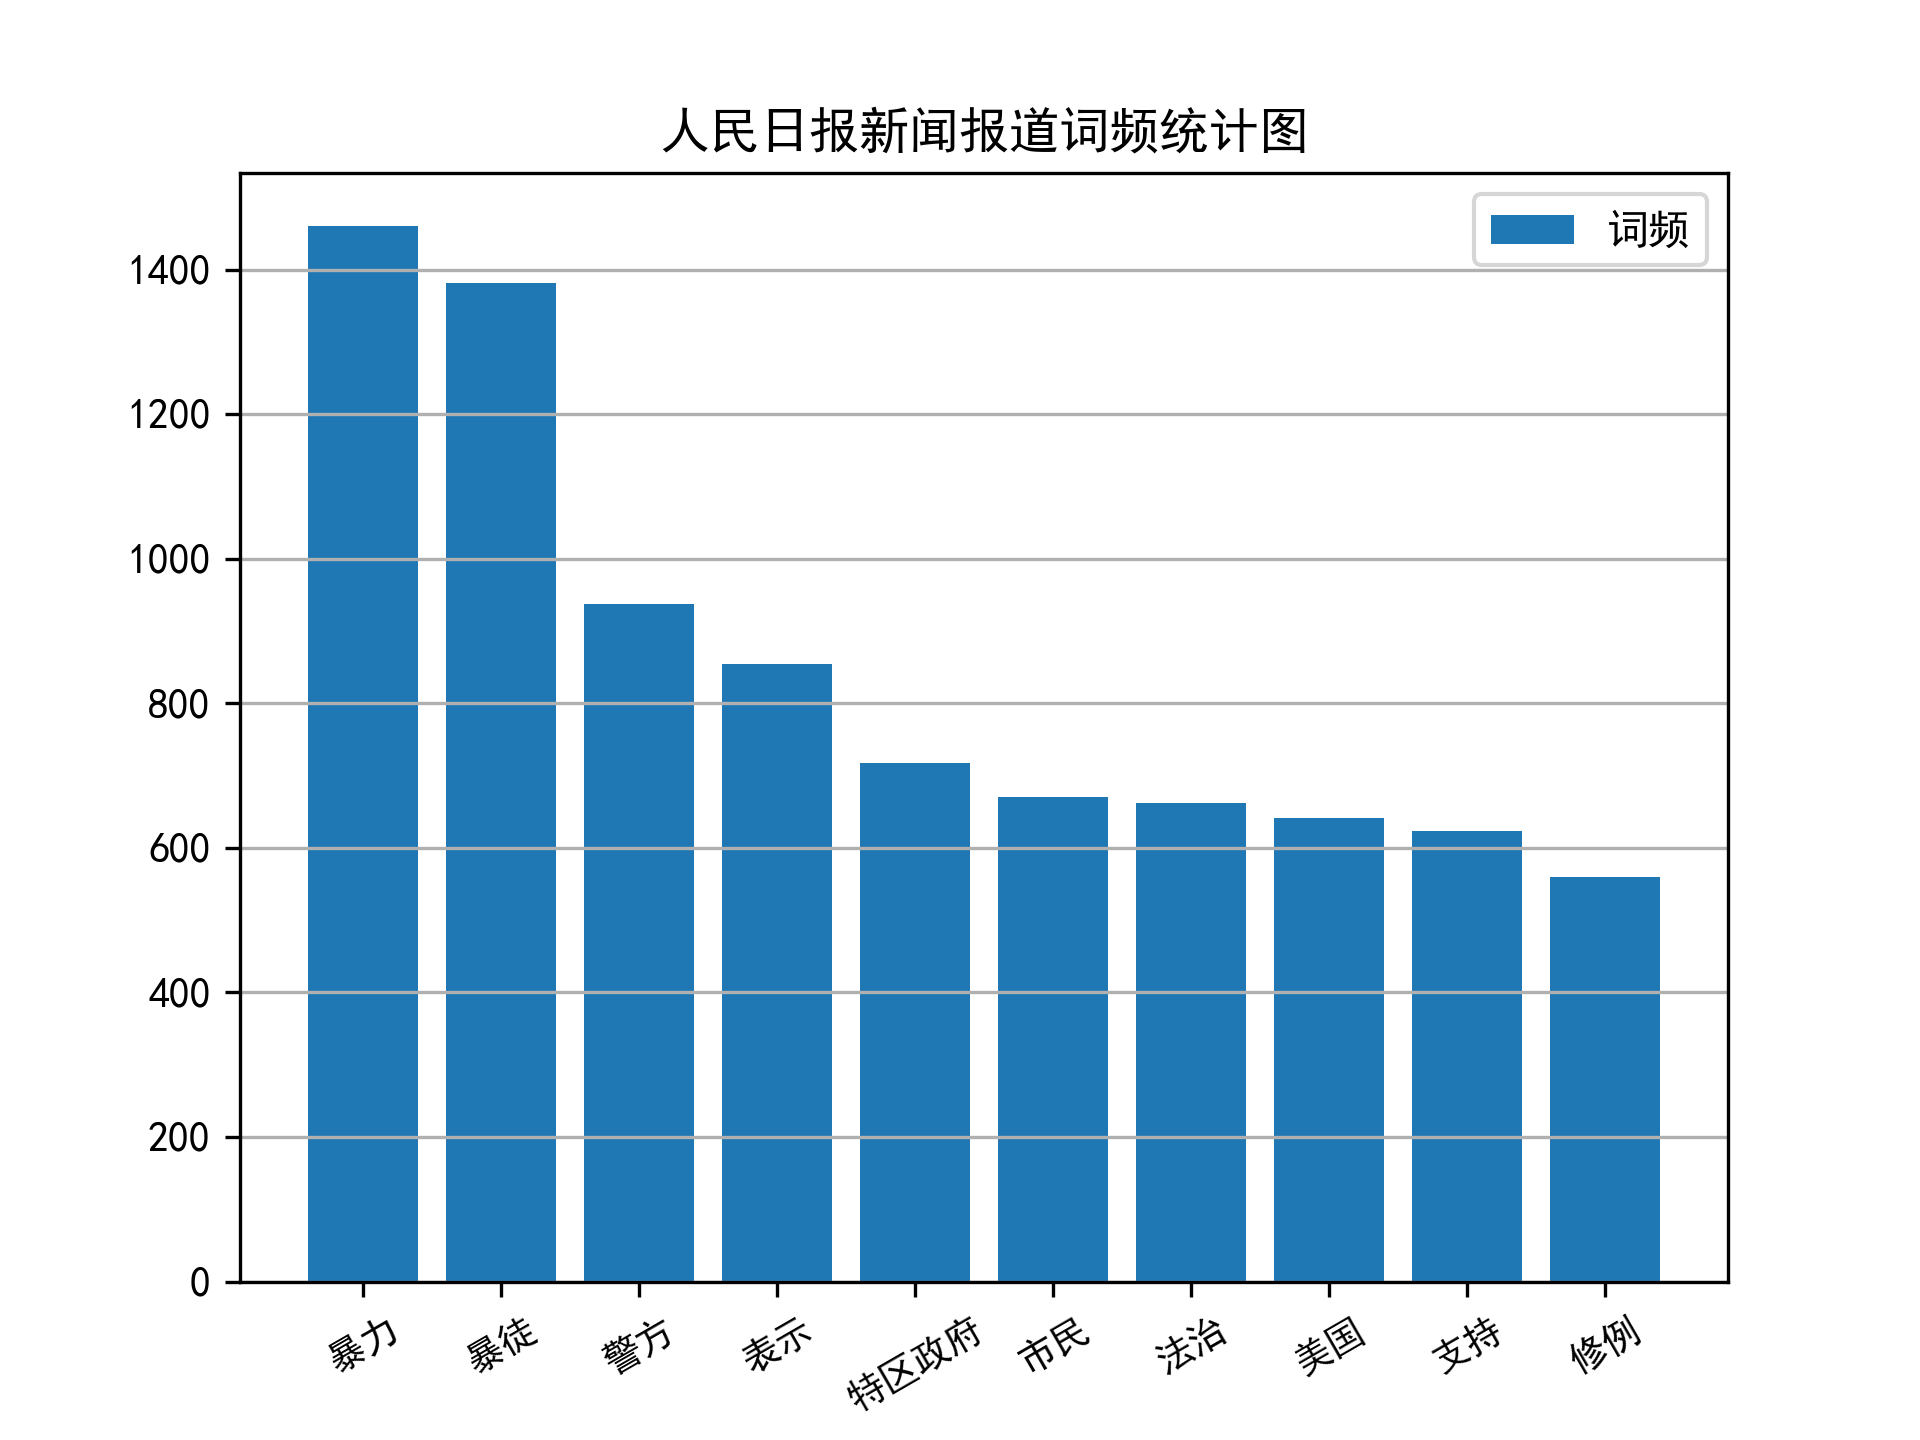 人民日报新闻报道词频统计图
词频
1400
1200
1000
800
600
400
200
0
暴力
暴徒
警方
表示
特区政府
市民
法治
美国
支持
修例